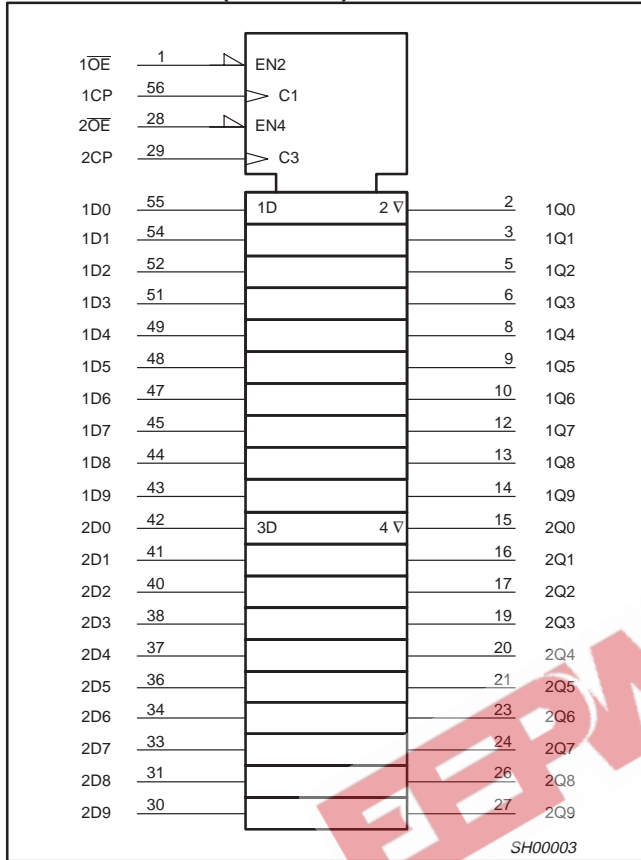 1O̅E̅ 1 EN2
1CP 56 C1
2O̅E̅ 28 EN4
2CP 29 C3
1D0 55 1D 2 ∇ 2 1Q0
1D1 54 3 1Q1
1D2 52 5 1Q2
1D3 51 6 1Q3
1D4 49 8 1Q4
1D5 48 9 1Q5
1D6 47 10 1Q6
1D7 45 12 1Q7
1D8 44 13 1Q8
1D9 43 14 1Q9
2D0 42 3D 4 ∇ 15 2Q0
2D1 41 16 2Q1
2D2 40 17 2Q2
2D3 38 19 2Q3
2D4 37 20 2Q4
2D5 36 21 2Q5
2D6 34 23 2Q6
2D7 33 24 2Q7
2D8 31 26 2Q8
2D9 30 27 2Q9
SH00003